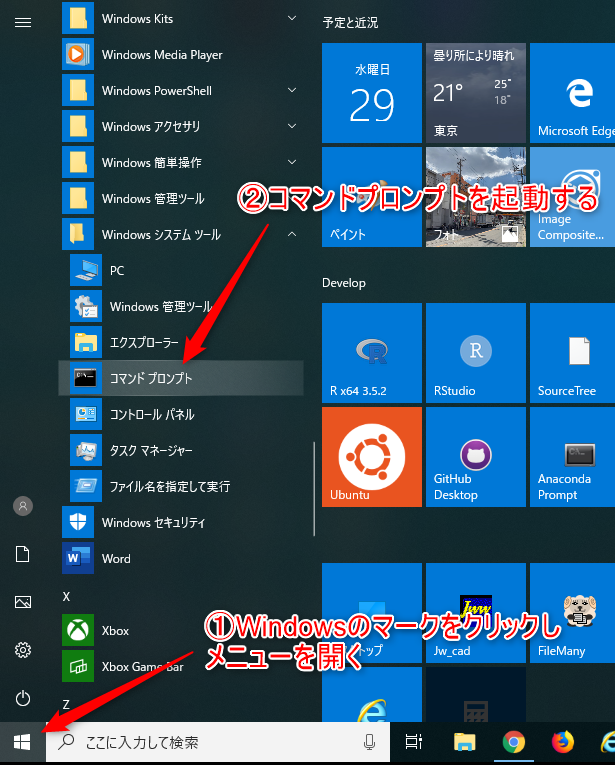 Windows Kits
Windows Media Player
Windows PowerShell
Windows アクセサリ
Windows 簡単操作
Windows 管理ツール
Windows システム ツール
PC
Windows 管理ツール
エクスプローラー
コマンド プロンプト
コントロール パネル
タスク マネージャー
ファイル名を指定して実行
Windows セキュリティ
Word
X
Xbox
Xbox Game Bar
Z
予定と近況
水曜日
29
曇り所により晴れ
21°
25°
18°
東京
Microsoft Edge
②コマンドプロンプトを起動する
ペイント
フォト
Image
Composite...
Develop
R x64 3.5.2
RStudio
SourceTree
Ubuntu
GitHub
Desktop
Anaconda
Prompt
①Windowsのマークをクリックし
メニューを開く
トップ
Jww
Jw_cad
FileMany
ここに入力して検索